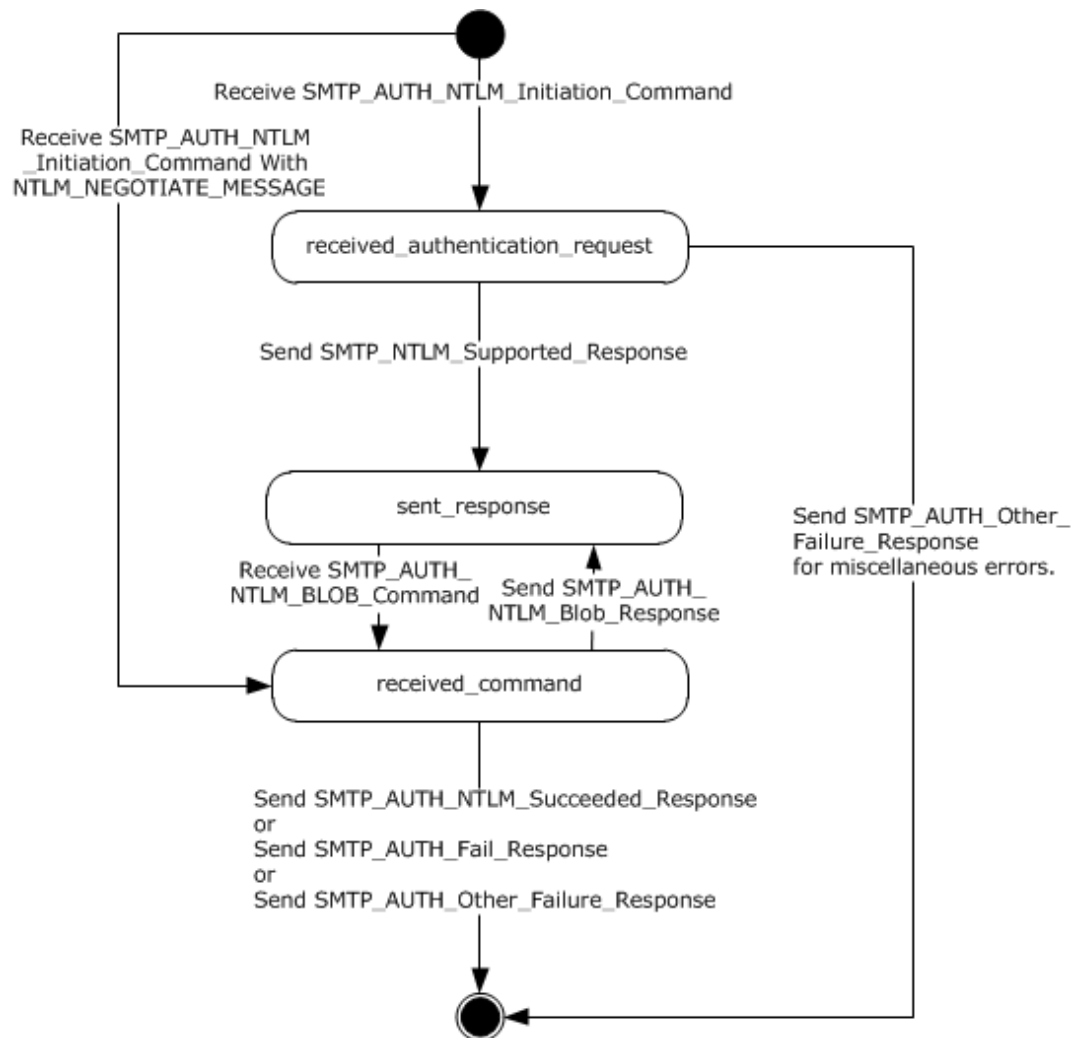 Receive SMTP_AUTH_NTLM_Initiation_Command
Receive SMTP_AUTH_NTLM
_Initiation_Command With
NTLM_NEGOTIATE_MESSAGE
received_authentication_request
Send SMTP_NTLM_Supported_Response
sent_response
Send SMTP_AUTH_Other_
Failure_Response
for miscellaneous errors.
Receive SMTP_AUTH_
NTLM_BLOB_Command
Send SMTP_AUTH_
NTLM_Blob_Response
received_command
Send SMTP_AUTH_NTLM_Succeeded_Response
or
Send SMTP_AUTH_Fail_Response
or
Send SMTP_AUTH_Other_Failure_Response